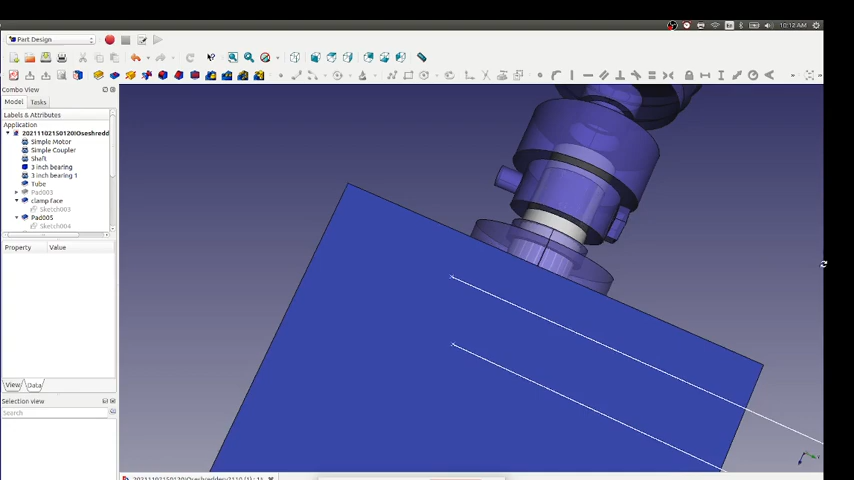 10:12 AM
Part Design
Combo View
Model Tasks
Labels & Attributes
Application
20211102150120!Oseshredd
Simple Motor
Simple Coupler
Shaft
3 inch bearing
3 inch bearing 1
Tube
Pad003
clamp face
Sketch003
Pad005
Sketch004
Property Value
View Data
Selection view
Search